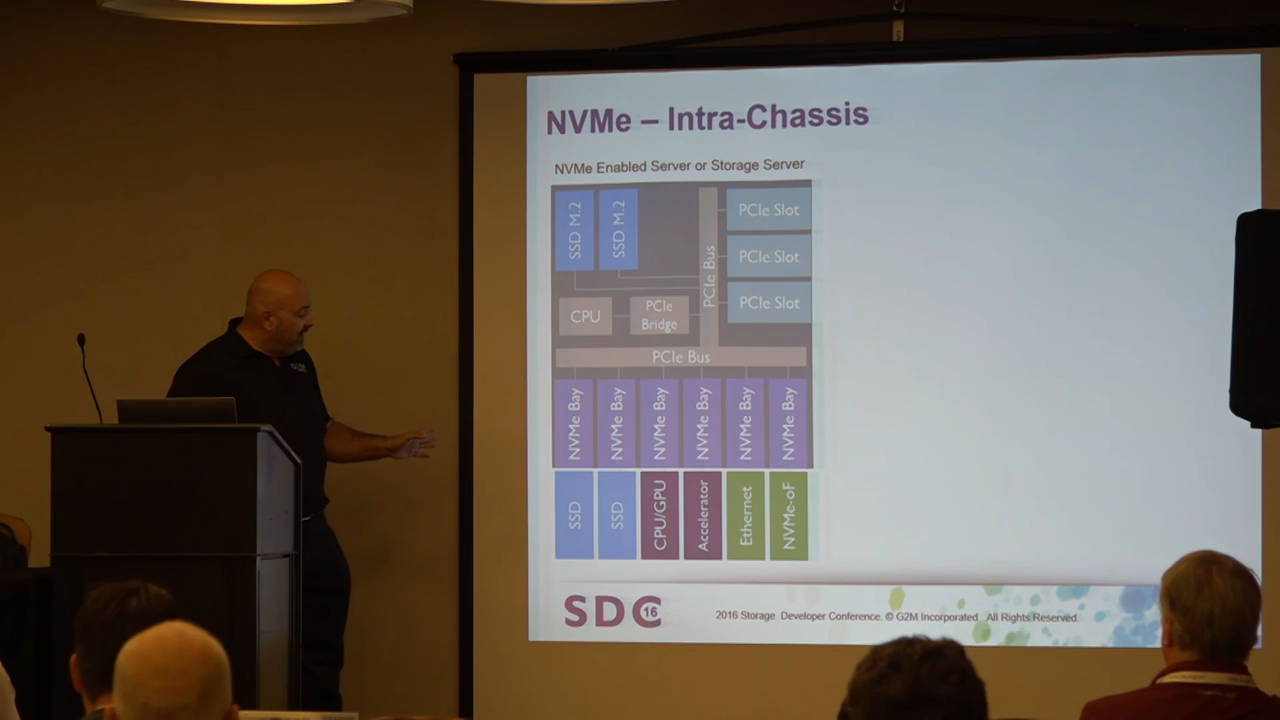 NVMe – Intra-Chassis
NVMe Enabled Server or Storage Server
SSD M.2
SSD M.2
PCIe Bus
PCIe Slot
PCIe Slot
PCIe Slot
CPU
PCIe
Bridge
PCIe Bus
NVMe Bay
NVMe Bay
NVMe Bay
NVMe Bay
NVMe Bay
NVMe Bay
SSD
SSD
CPU/GPU
Accelerator
Ethernet
NVMe-oF
SDC 16
2016 Storage Developer Conference. © G2M Incorporated. All Rights Reserved.